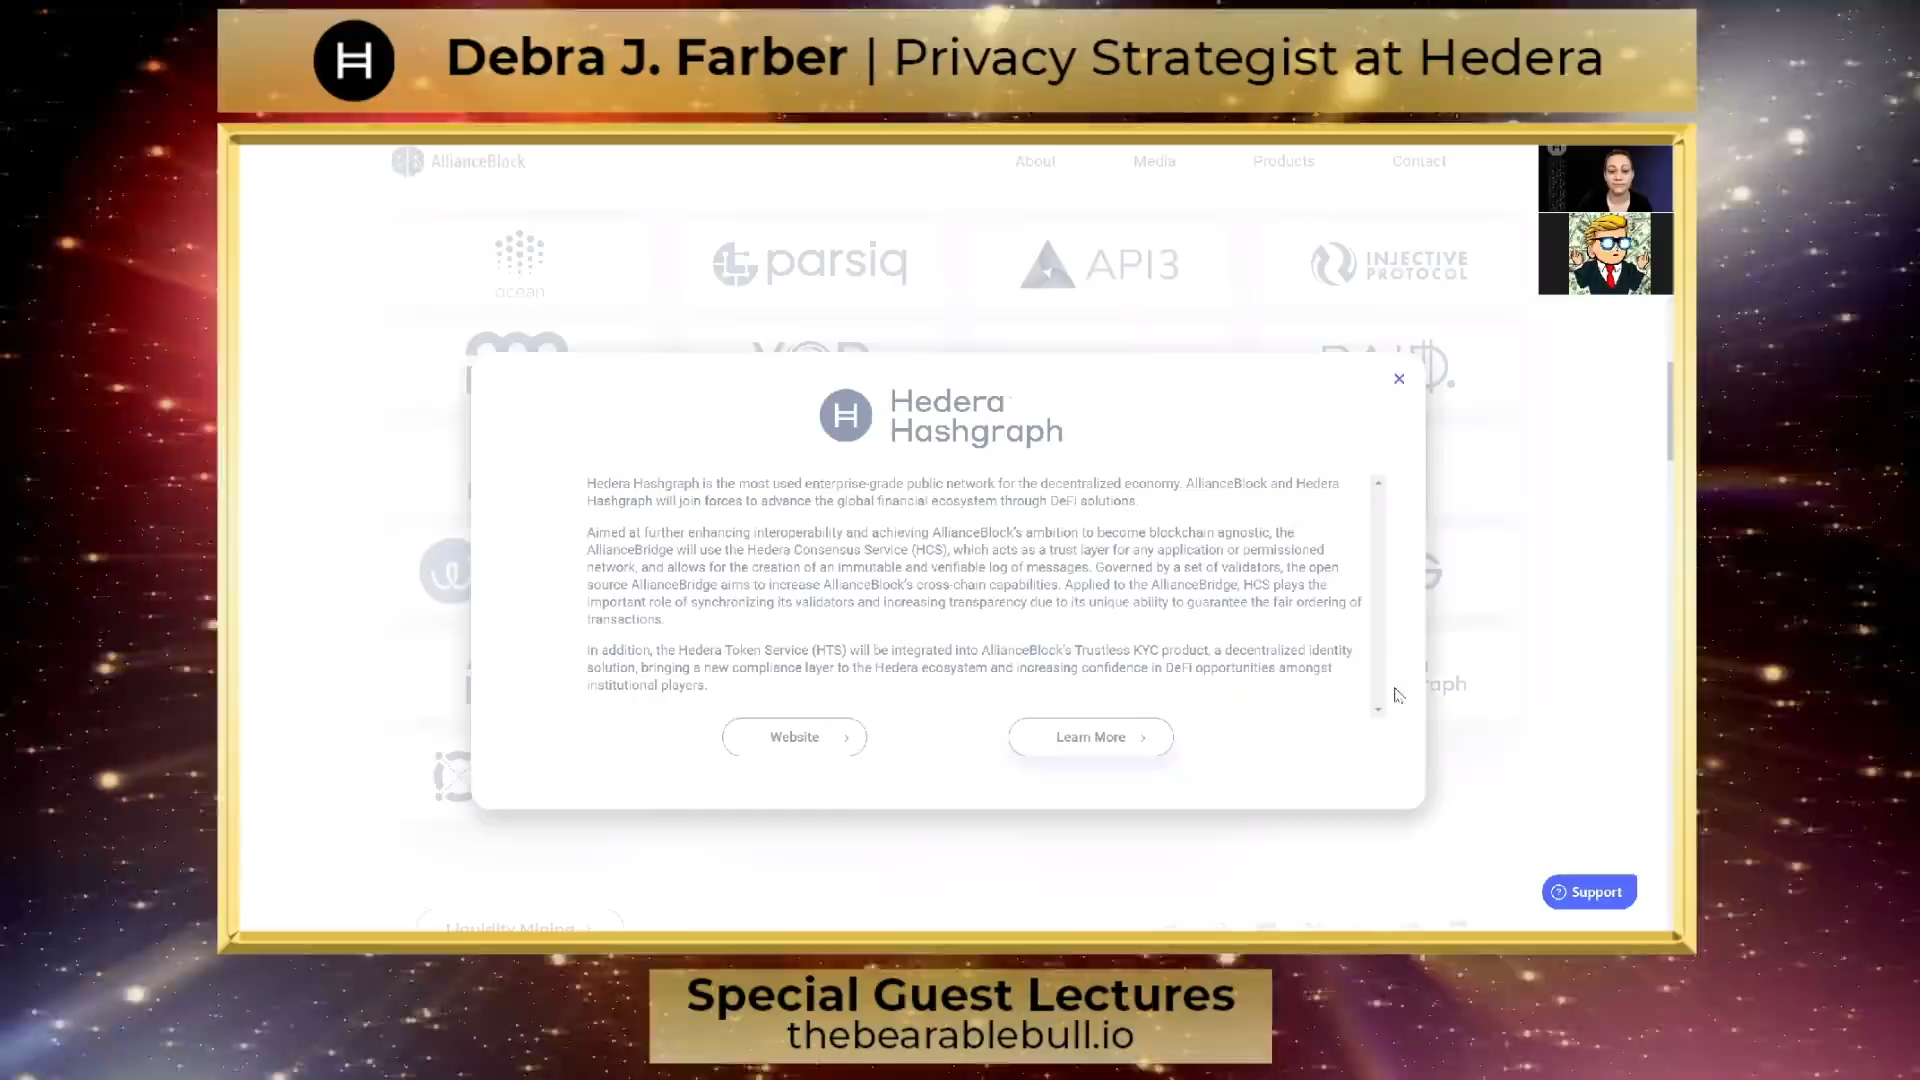 Debra J. Farber | Privacy Strategist at Hedera
AllianceBlock
About
Media
Products
Contact
ocean
parsiq
API3
INJECTIVE
PROTOCOL
Hedera
Hashgraph
Hedera Hashgraph is the most used enterprise-grade public network for the decentralized economy. AllianceBlock and Hedera
Hashgraph will join forces to advance the global financial ecosystem through DeFi solutions.
Aimed at further enhancing interoperability and achieving AllianceBlock's ambition to become blockchain agnostic, the
AllianceBridge will use the Hedera Consensus Service (HCS), which acts as a trust layer for any application or permissioned
network, and allows for the creation of an immutable and verifiable log of messages. Governed by a set of validators, the open
source AllianceBridge aims to increase AllianceBlock's cross-chain capabilities. Applied to the AllianceBridge, HCS plays the
important role of synchronizing its validators and increasing transparency due to its unique ability to guarantee the fair ordering of
transactions.
In addition, the Hedera Token Service (HTS) will be integrated into AllianceBlock's Trustless KYC product, a decentralized identity
solution, bringing a new compliance layer to the Hedera ecosystem and increasing confidence in DeFi opportunities amongst
institutional players.
raph
Website
Learn More
Support
Liquidity Mining
Special Guest Lectures
thebearablebull.io